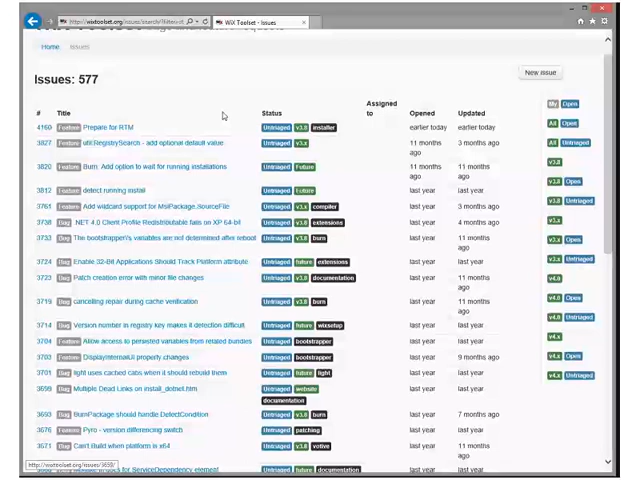 http://wixtoolset.org/issues/search/?
WiX Toolset - Issues
Home Issues
Issues: 577
New issue
# Title Status Assigned to Opened Updated
4160 Feature Prepare for RTM Untriaged v3.8 installer earlier today earlier today
3827 Feature util:RegistrySearch - add optional default value Untriaged v3.x 11 months ago 3 months ago
3820 Feature Burn: Add option to wait for running installations Untriaged Future 11 months ago 11 months ago
3812 Feature detect running install Untriaged Future last year last year
3761 Feature Add wildcard support for MsiPackage.SourceFile Untriaged v3.x compiler last year last year
3738 Bug .NET 4.0 Client Profile Redistributable fails on XP 64-bit Untriaged v3.8 extensions last year 4 months ago
3733 Bug The bootstrapper's variables are not determined after reboot Untriaged v3.8 burn last year 11 months ago
3724 Bug Enable 32-Bit Applications Should Track Platform attribute Untriaged future extensions last year last year
3723 Bug Patch creation error with minor file changes Untriaged v3.8 documentation last year 11 months ago
3719 Bug cancelling repair during cache verification Untriaged v3.8 burn last year 11 months ago
3714 Bug Version number in registry key makes it detection difficult Untriaged future wixsetup last year last year
3704 Feature Allow access to persisted variables from related bundles Untriaged bootstrapper last year last year
3703 Feature DisplayInternalUI property changes Untriaged bootstrapper last year 9 months ago
3701 Bug light uses cached cabs when it should rebuild them Untriaged future light last year last year
3699 Bug Multiple Dead Links on install_dotnet.htm Untriaged website documentation last year last year
3693 Bug BurnPackage should handle DefectCondition Untriaged v3.8 burn last year 7 months ago
3676 Feature Pyro - version differencing switch Untriaged patching last year last year
3671 Bug Can't Build when platform is x64 Untriaged v3.8 votive last year 11 months ago
docs for ServiceDependency element Untriaged future documentation last year last year
My Open
All Open
All Untriaged
v3.8
v3.8 Open
v3.8 Untriaged
v3.x
v3.x Open
v3.x Untriaged
v4.0
v4.0 Open
v4.0 Untriaged
v4.x
v4.x Open
v4.x Untriaged
http://wixtoolset.org/issues/3699/